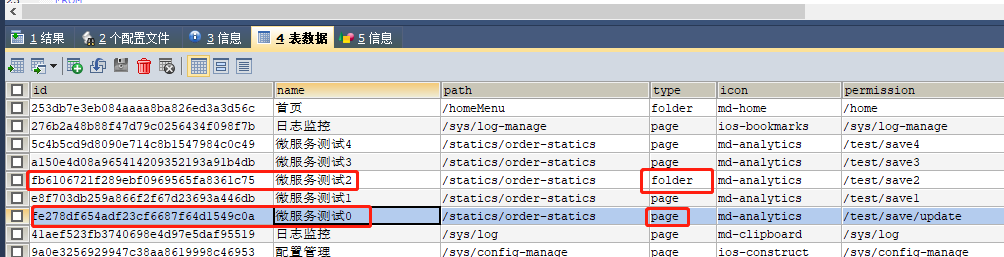 1 结果 2 个配置文件 3 信息 4 表数据 5 信息
id name path type icon permission
253db7e3eb084aaaa8ba826ed3a3d56c 首页 /homeMenu folder md-home /home
276b2a48b88f47d79c0256434f098f7b 日志监控 /sys/log-manage page ios-bookmarks /sys/log-manage
5c4b5cd9d8090e714c8b1547984c0c49 微服务测试4 /statics/order-statics page md-analytics /test/save4
a150e4d08a965414209352193a91b4db 微服务测试3 /statics/order-statics page md-analytics /test/save3
fb6106721f289ebf0969565fa8361c75 微服务测试2 /statics/order-statics folder md-analytics /test/save2
e8f703db259a866f2f67d23693a446db 微服务测试1 /statics/order-statics page md-analytics /test/save1
fe278df654adf23cf6687f64d1549c0a 微服务测试0 /statics/order-statics page md-analytics /test/save/update
41aef523fb3740698e4d97e5daf95519 日志监控 /sys/log page md-clipboard /sys/log
9a0e3256929947c38aa8619998c46953 配置管理 /sys/config-manage page ios-construct /sys/config-manage